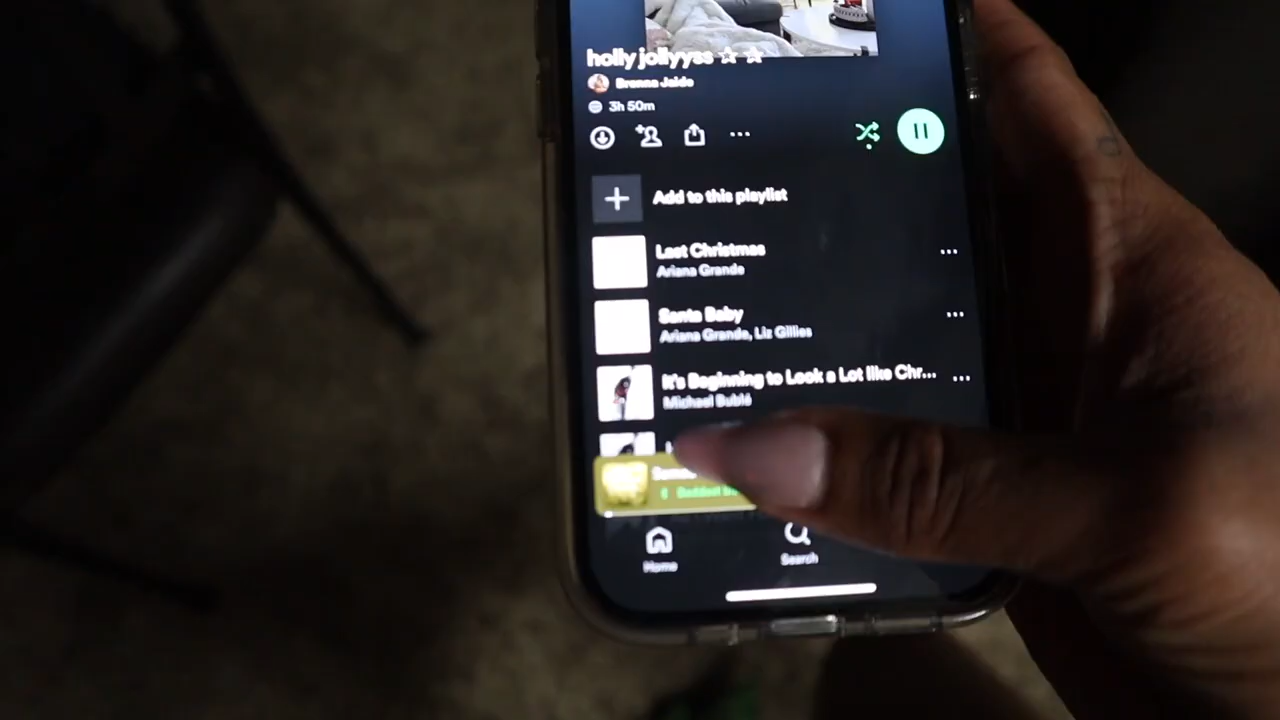 holly jollyyss ☆ ☆
Brenna Jaide
3h 50m
Add to this playlist
Last Christmas
Ariana Grande
Santa Baby
Ariana Grande, Liz Gillies
It's Beginning to Look a Lot like Chr...
Michael Bublé
Home
Search